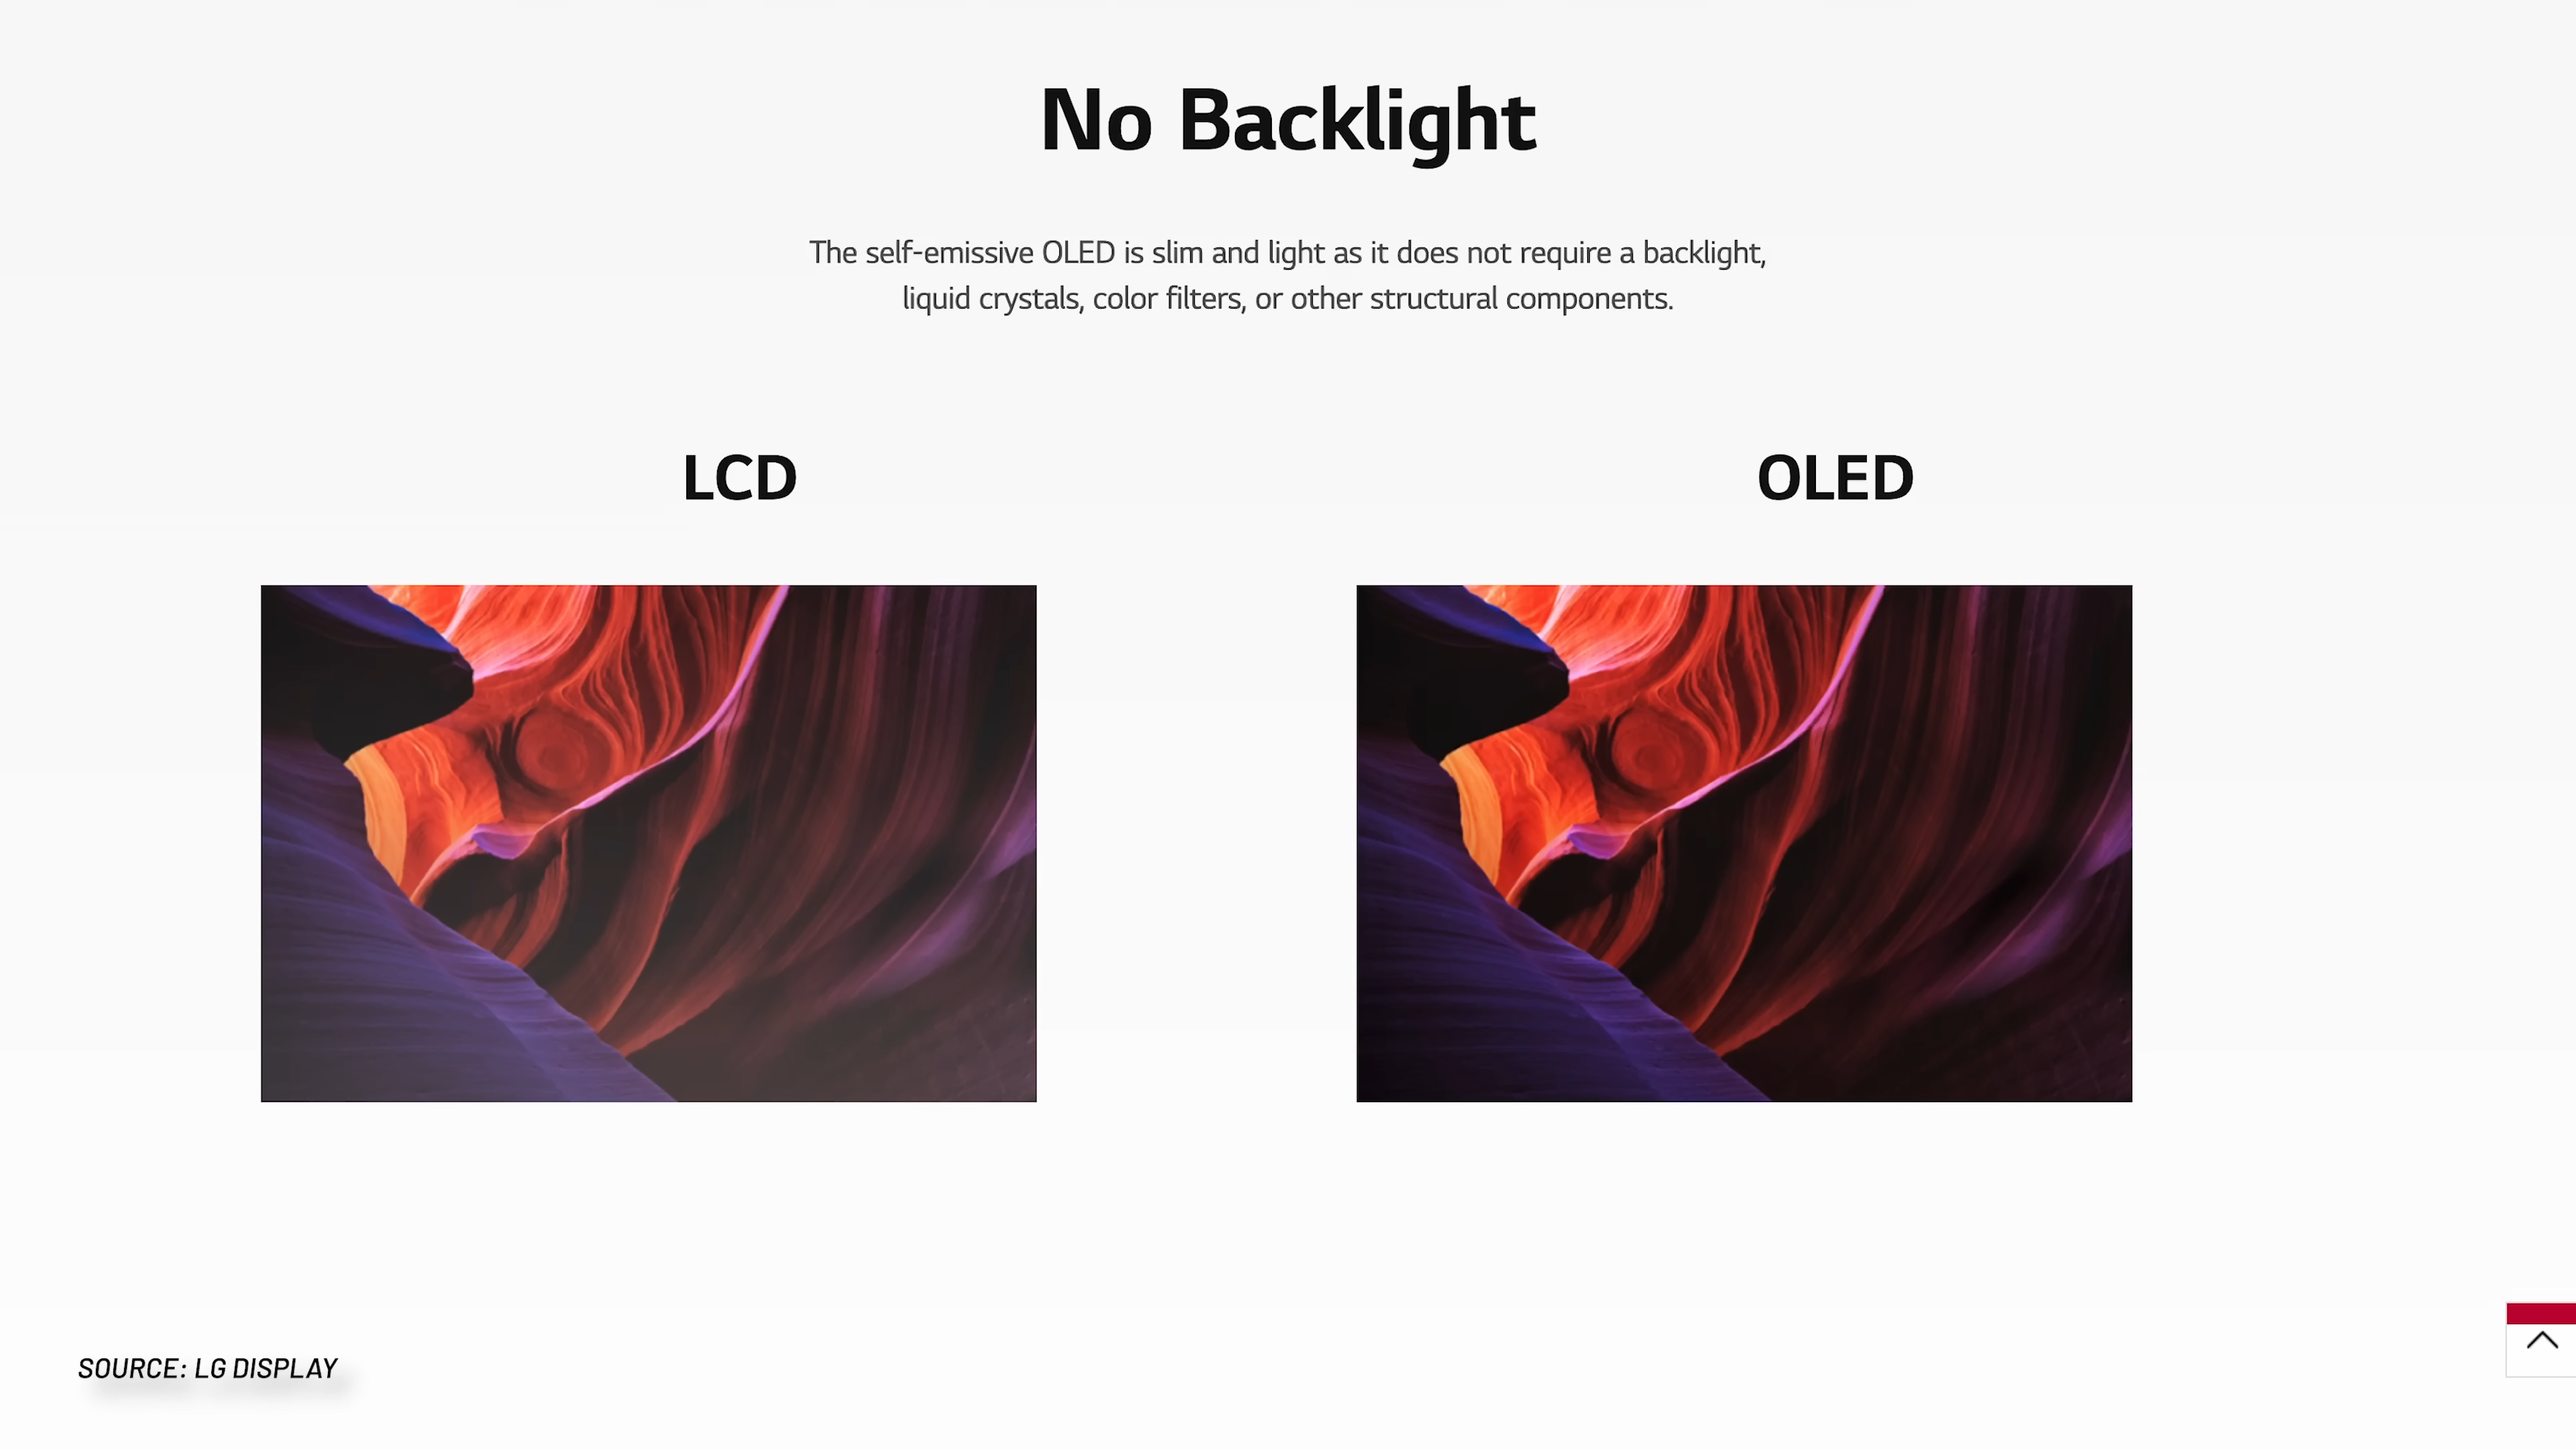 No Backlight
The self-emissive OLED is slim and light as it does not require a backlight,
liquid crystals, color filters, or other structural components.
LCD
OLED
SOURCE: LG DISPLAY